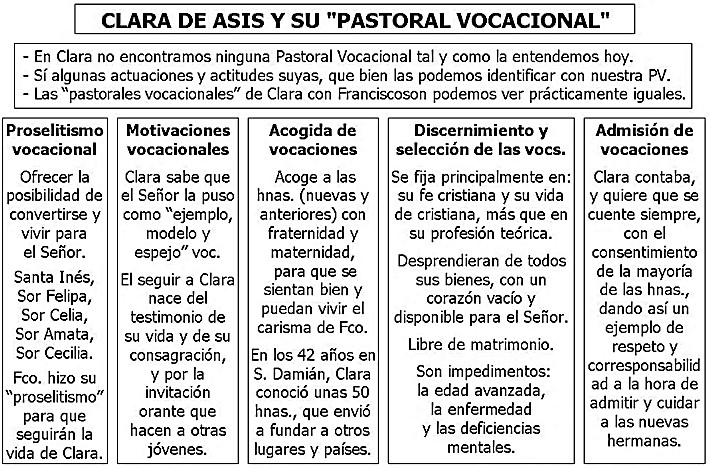 CLARA DE ASIS Y SU "PASTORAL VOCACIONAL"
- En Clara no encontramos ninguna Pastoral Vocacional tal y como la entendemos hoy.
- Sí algunas actuaciones y actitudes suyas, que bien las podemos identificar con nuestra PV.
- Las “pastorales vocacionales” de Clara con Franciscoson podemos ver prácticamente iguales.
Proselitismo
vocacional
Ofrecer la
posibilidad de
convertirse y
vivir para
el Señor.
Santa Inés,
Sor Felipa,
Sor Celia,
Sor Amata,
Sor Cecilia.
Fco. hizo su
“proselitismo”
para que
seguirán la
vida de Clara.
Motivaciones
vocacionales
Clara sabe que
el Señor la puso
como “ejemplo,
modelo y
espejo” voc.
El seguir a Clara
nace del
testimonio de
su vida y de su
consagración,
y por la
invitación
orante que
hacen a otras
jóvenes.
Acogida de
vocaciones
Acoge a las
hnas. (nuevas y
anteriores) con
fraternidad y
maternidad,
para que se
sientan bien y
puedan vivir el
carisma de Fco.
En los 42 años en
S. Damián, Clara
conoció unas 50
hnas., que envió
a fundar a otros
lugares y países.
Discernimiento y
selección de las vocs.
Se fija principalmente en:
su fe cristiana y su vida
de cristiana, más que en
su profesión teórica.
Desprendieran de todos
sus bienes, con un
corazón vacío y
disponible para el Señor.
Libre de matrimonio.
Son impedimentos:
la edad avanzada,
la enfermedad
y las deficiencias
mentales.
Admisión de
vocaciones
Clara contaba,
y quiere que se
cuente siempre,
con el
consentimiento
de la mayoría
de las hnas.,
dando así un
ejemplo de
respeto y
corresponsabilid
ad a la hora de
admitir y cuidar
a las nuevas
hermanas.